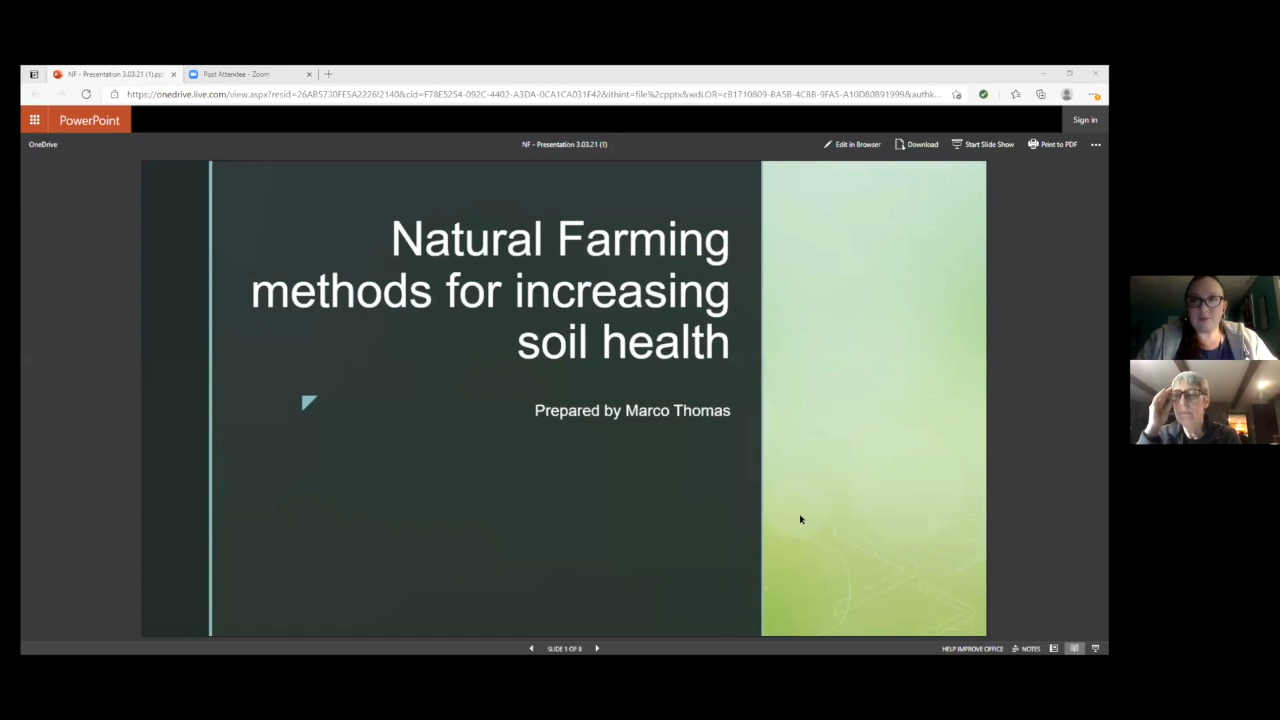 NF - Presentation 3.03.21 (1).pp
Post Attendee - Zoom
PowerPoint
Sign in
OneDrive
NF - Presentation 3.03.21 (1)
Edit in Browser
Download
Start Slide Show
Print to PDF
Natural Farming
methods for increasing
soil health
Prepared by Marco Thomas
SLIDE 1 OF 8
HELP IMPROVE OFFICE
NOTES